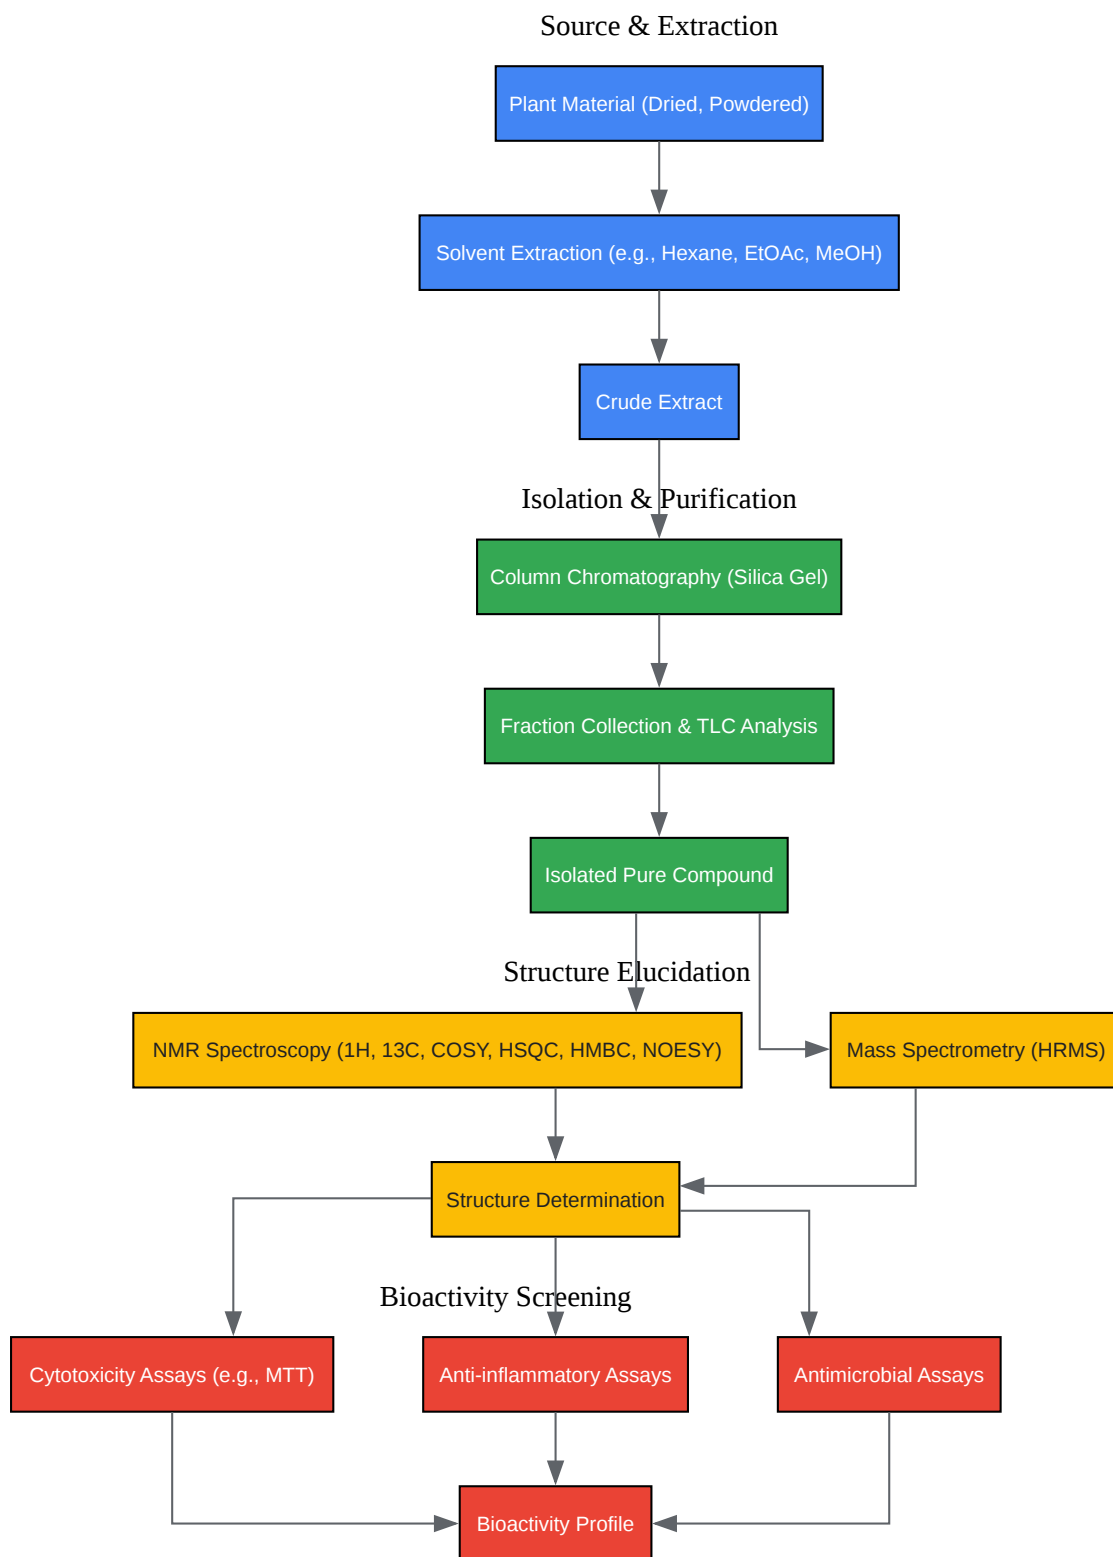 Source & Extraction
Plant Material (Dried, Powdered)
Solvent Extraction (e.g., Hexane, EtOAc, MeOH)
Crude Extract
Isolation & Purification
Column Chromatography (Silica Gel)
Fraction Collection & TLC Analysis
Isolated Pure Compound
Structure Elucidation
NMR Spectroscopy (1H, 13C, COSY, HSQC, HMBC, NOESY)
Mass Spectrometry (HRMS)
Structure Determination
Bioactivity Screening
Cytotoxicity Assays (e.g., MTT)
Anti-inflammatory Assays
Antimicrobial Assays
Bioactivity Profile